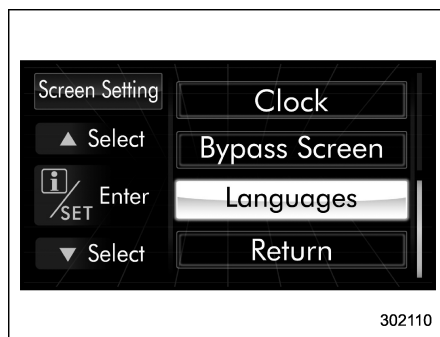 Screen Setting
Clock
▲ Select
Bypass Screen
i/SET Enter
Languages
▼ Select
Return
302110